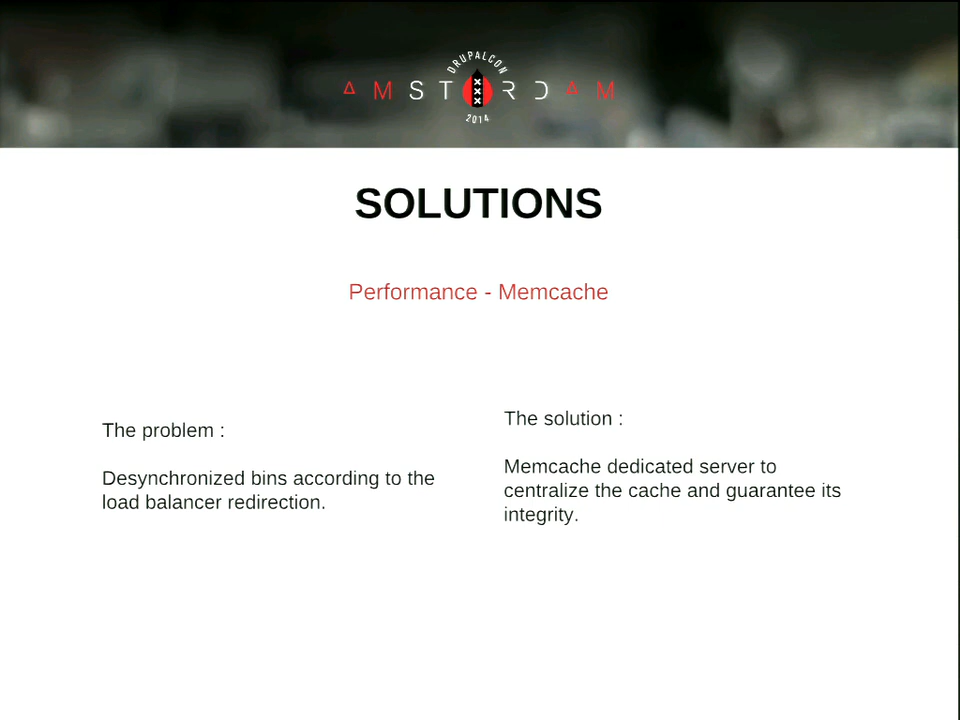 DRUPALCON
AMSTERDAM
2014
SOLUTIONS
Performance - Memcache
The problem :
Desynchronized bins according to the
load balancer redirection.
The solution :
Memcache dedicated server to
centralize the cache and guarantee its
integrity.